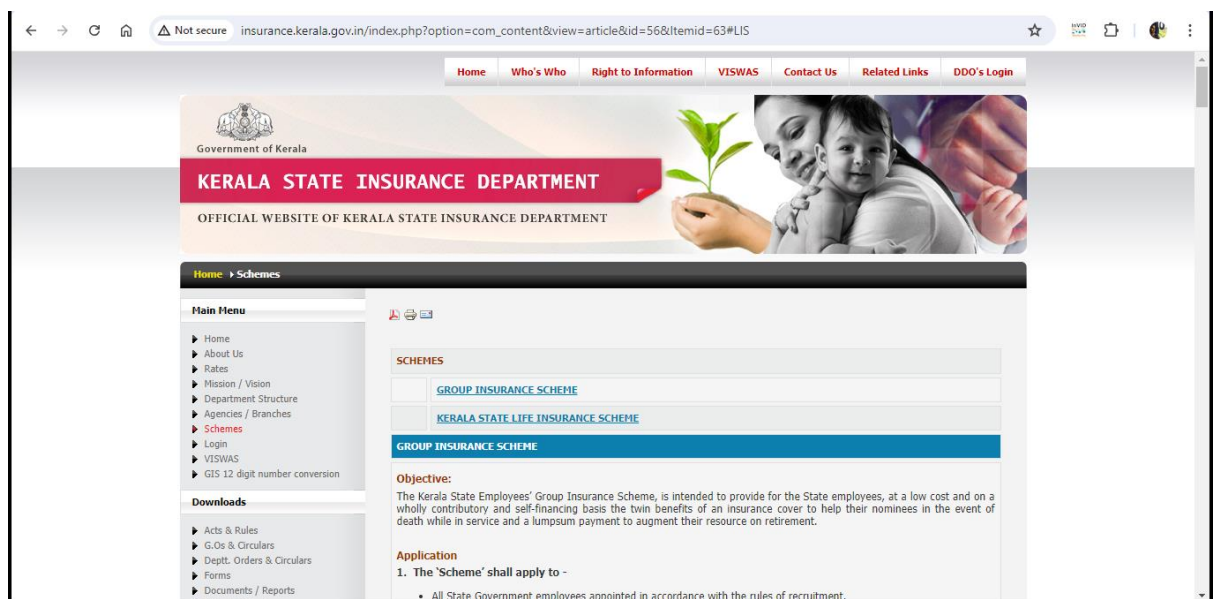 Not secure insurance.kerala.gov.in/index.php?option=com_content&view=article&id=56&Itemid=63#LIS
Home Who's Who Right to Information VISWAS Contact Us Related Links DDO's Login
Government of Kerala
KERALA STATE INSURANCE DEPARTMENT
OFFICIAL WEBSITE OF KERALA STATE INSURANCE DEPARTMENT
Home Schemes
Main Menu
Home
About Us
Rates
Mission / Vision
Department Structure
Agencies / Branches
Schemes
Login
VISWAS
GIS 12 digit number conversion
Downloads
Acts & Rules
G.Os & Circulars
Deptt. Orders & Circulars
Forms
Documents / Reports
SCHEMES
GROUP INSURANCE SCHEME
KERALA STATE LIFE INSURANCE SCHEME
GROUP INSURANCE SCHEME
Objective:
The Kerala State Employees' Group Insurance Scheme, is intended to provide for the State employees, at a low cost and on a
wholly contributory and self-financing basis the twin benefits of an insurance cover to help their nominees in the event of
death while in service and a lumpsum payment to augment their resource on retirement.
Application
1. The 'Scheme' shall apply to -
• All State Government employees appointed in accordance with the rules of recruitment.